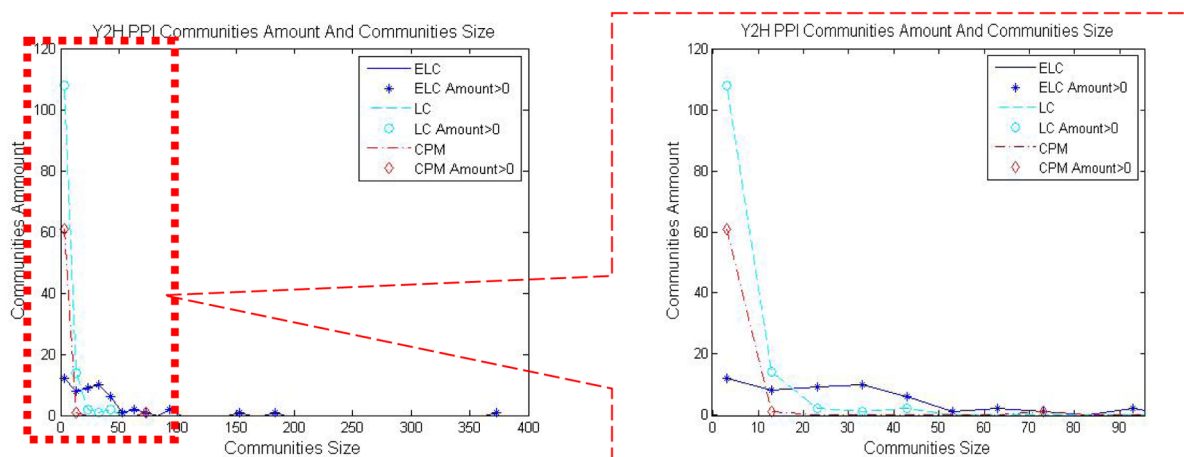 Y2H PPI Communities Amount And Communities Size
120
100
80
60
40
20
0
Communities Ammount
ELC
ELC Amount>0
LC
LC Amount>0
CPM
CPM Amount>0
0 50 100 150 200 250 300 350 400
Communities Size
Y2H PPI Communities Amount And Communities Size
120
100
80
60
40
20
0
Communities Ammount
ELC
ELC Amount>0
LC
LC Amount>0
CPM
CPM Amount>0
0 10 20 30 40 50 60 70 80 90
Communities Size